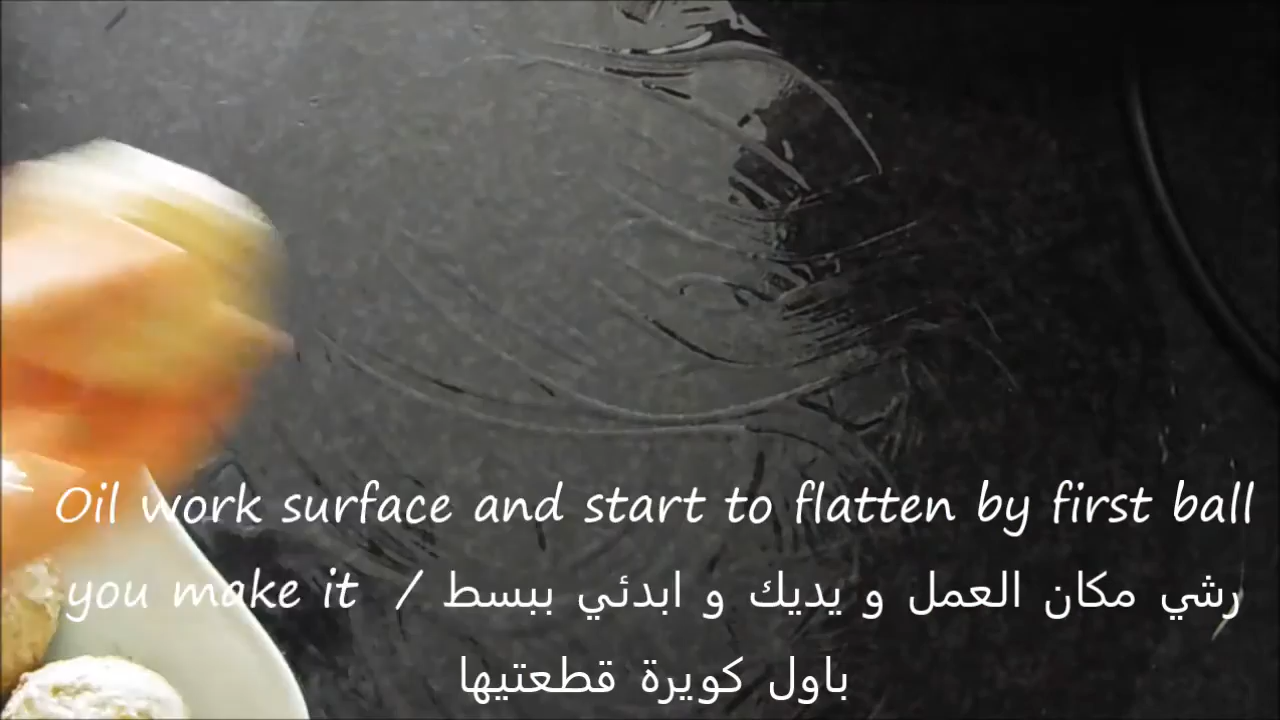 Oil work surface and start to flatten by first ball
you make it / رشي مكان العمل و يديك و ابدئي ببسط
باول كويرة قطعتيها